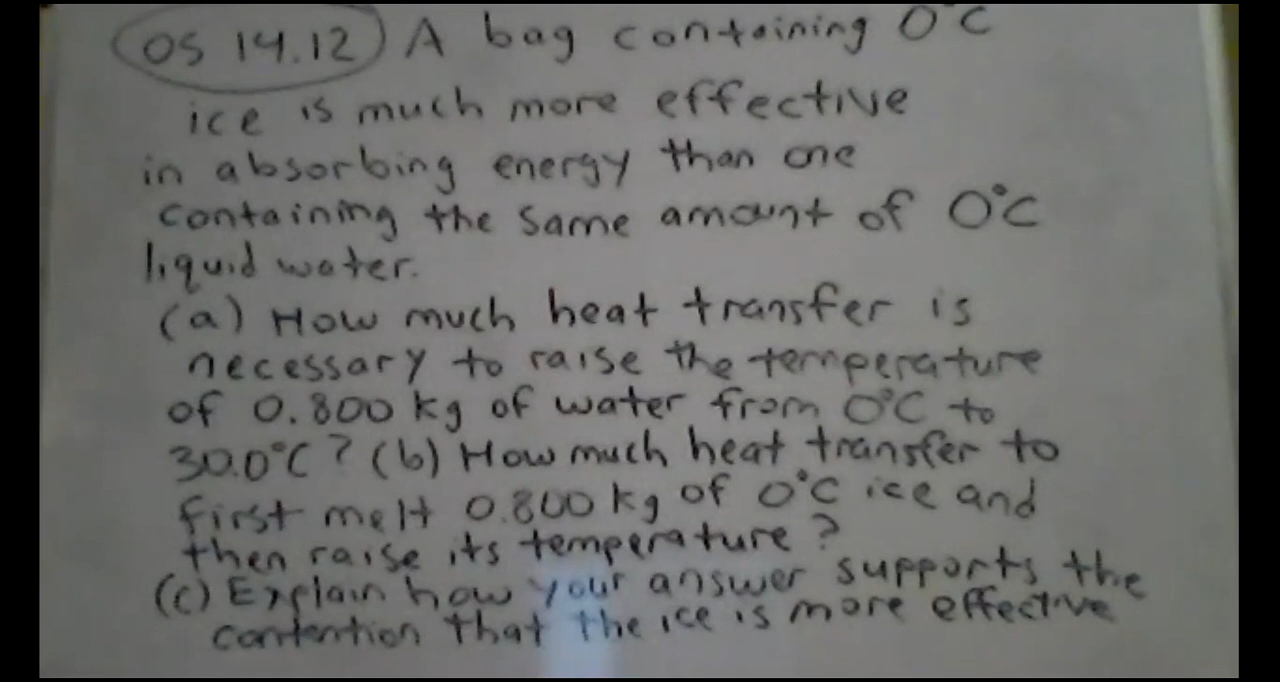 OS 14.12) A bag containing 0°C
ice is much more effective
in absorbing energy than one
containing the same amount of 0°C
liquid water.
(a) How much heat transfer is
necessary to raise the temperature
of 0.800 kg of water from 0°C to
30.0°C? (b) How much heat transfer to
first melt 0.800 kg of 0°C ice and
then raise its temperature?
(c) Explain how your answer supports the
contention that the ice is more effective